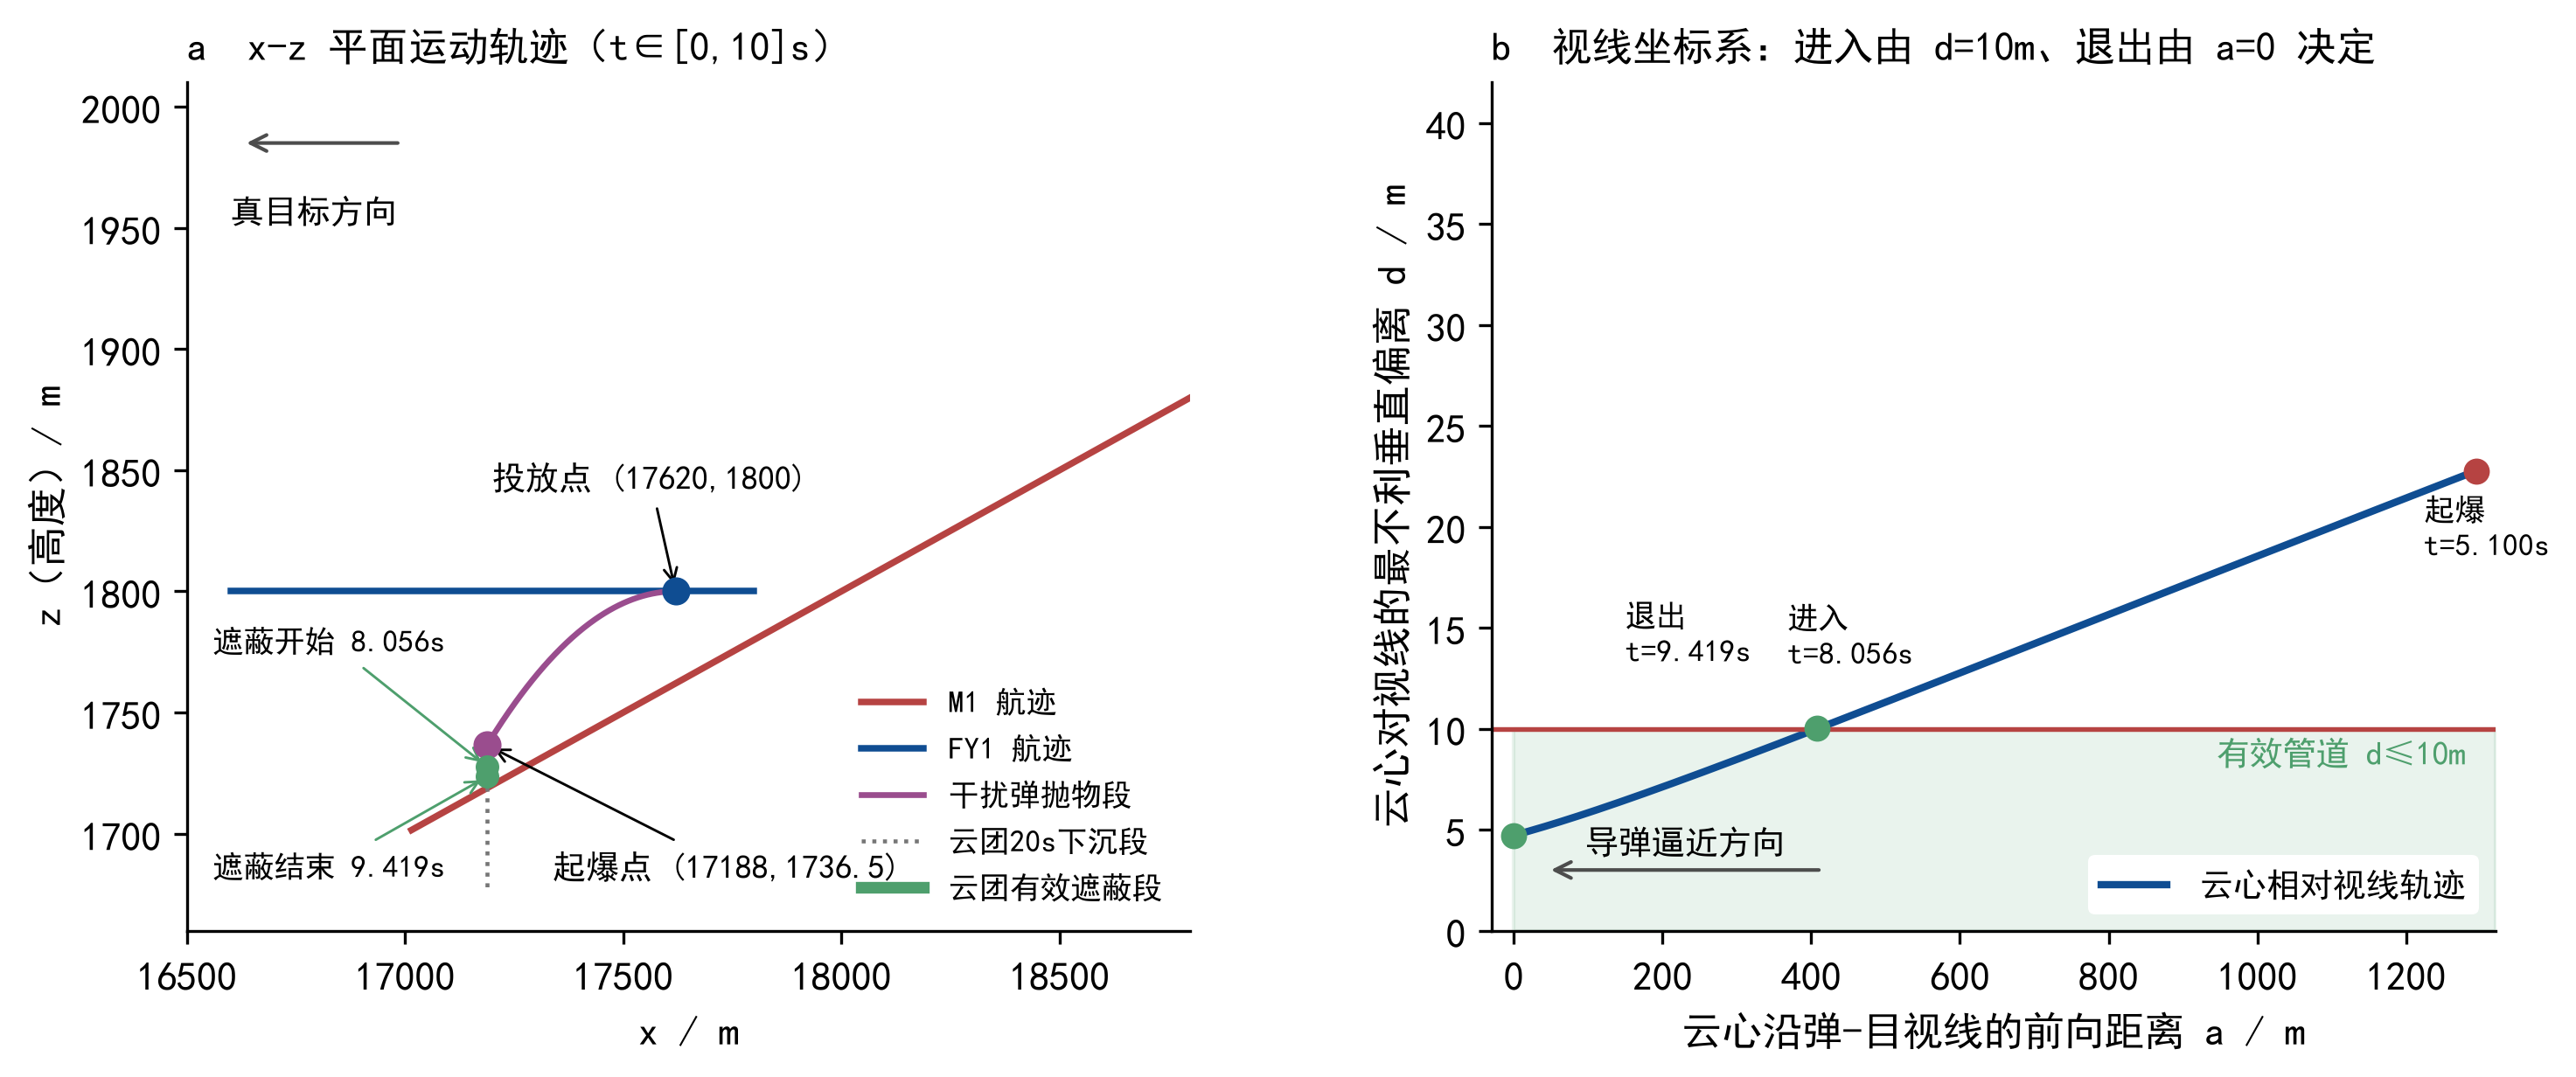 a x-z 平面运动轨迹（t∈[0,10]s）
2000
1950
1900
1850
1800
1750
1700
z（高度）/ m
真目标方向
投放点 (17620,1800)
遮蔽开始 8.056s
遮蔽结束 9.419s
起爆点 (17188,1736.5)
M1 航迹
FY1 航迹
干扰弹抛物段
云团20s下沉段
云团有效遮蔽段
16500
17000
17500
18000
18500
x / m
b 视线坐标系：进入由 d=10m、退出由 a=0 决定
40
35
30
25
20
15
10
5
0
云心对视线的最不利垂直偏离 d / m
起爆
t=5.100s
退出
t=9.419s
进入
t=8.056s
有效管道 d≤10m
导弹逼近方向
云心相对视线轨迹
0
200
400
600
800
1000
1200
云心沿弹-目视线的前向距离 a / m